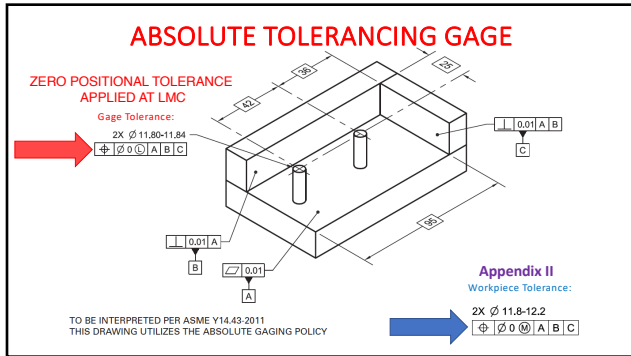 ABSOLUTE TOLERANCING GAGE
ZERO POSITIONAL TOLERANCE
APPLIED AT LMC
Gage Tolerance:
2X Ø 11.80-11.84
⌖ Ø 0 Ⓛ A B C
42
36
25
⊥ 0.01 A B
C
95
⊥ 0.01 A
B
⏥ 0.01
A
Appendix II
Workpiece Tolerance:
2X Ø 11.8-12.2
⌖ Ø 0 Ⓜ A B C
TO BE INTERPRETED PER ASME Y14.43-2011
THIS DRAWING UTILIZES THE ABSOLUTE GAGING POLICY